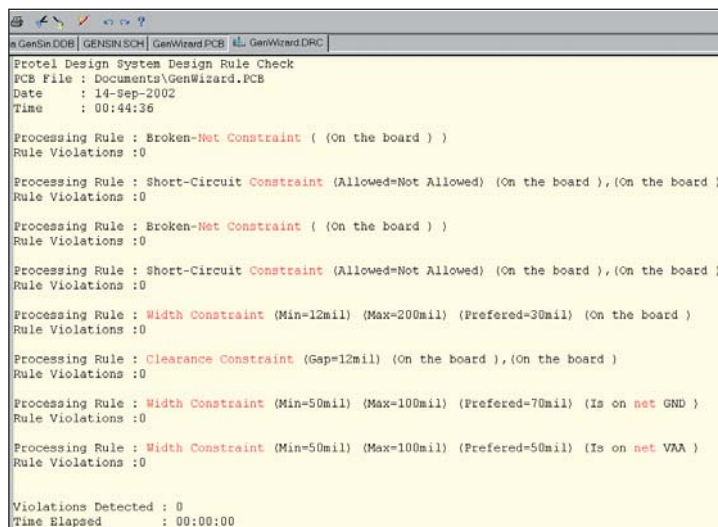 a GenSin.DDB GENSIN.SCH GenWizard.PCB GenWizard.DRC
Protel Design System Design Rule Check
PCB File : Documents\GenWizard.PCB
Date : 14-Sep-2002
Time : 00:44:36
Processing Rule : Broken-Net Constraint ( (On the board ) )
Rule Violations :0
Processing Rule : Short-Circuit Constraint (Allowed=Not Allowed) (On the board ),(On the board )
Rule Violations :0
Processing Rule : Broken-Net Constraint ( (On the board ) )
Rule Violations :0
Processing Rule : Short-Circuit Constraint (Allowed=Not Allowed) (On the board ),(On the board )
Rule Violations :0
Processing Rule : Width Constraint (Min=12mil) (Max=200mil) (Prefered=30mil) (On the board )
Rule Violations :0
Processing Rule : Clearance Constraint (Gap=12mil) (On the board ),(On the board )
Rule Violations :0
Processing Rule : Width Constraint (Min=50mil) (Max=100mil) (Prefered=70mil) (Is on net GND )
Rule Violations :0
Processing Rule : Width Constraint (Min=50mil) (Max=100mil) (Prefered=50mil) (Is on net VAA )
Rule Violations :0
Violations Detected : 0
Time Elapsed : 00:00:00